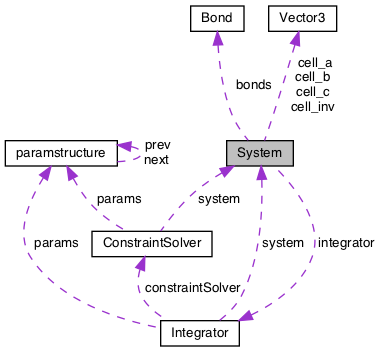 Bond
Vector3
bonds
cell_a
cell_b
cell_c
cell_inv
paramstructure
prev
next
System
params
system
ConstraintSolver
params
system
integrator
constraintSolver
Integrator